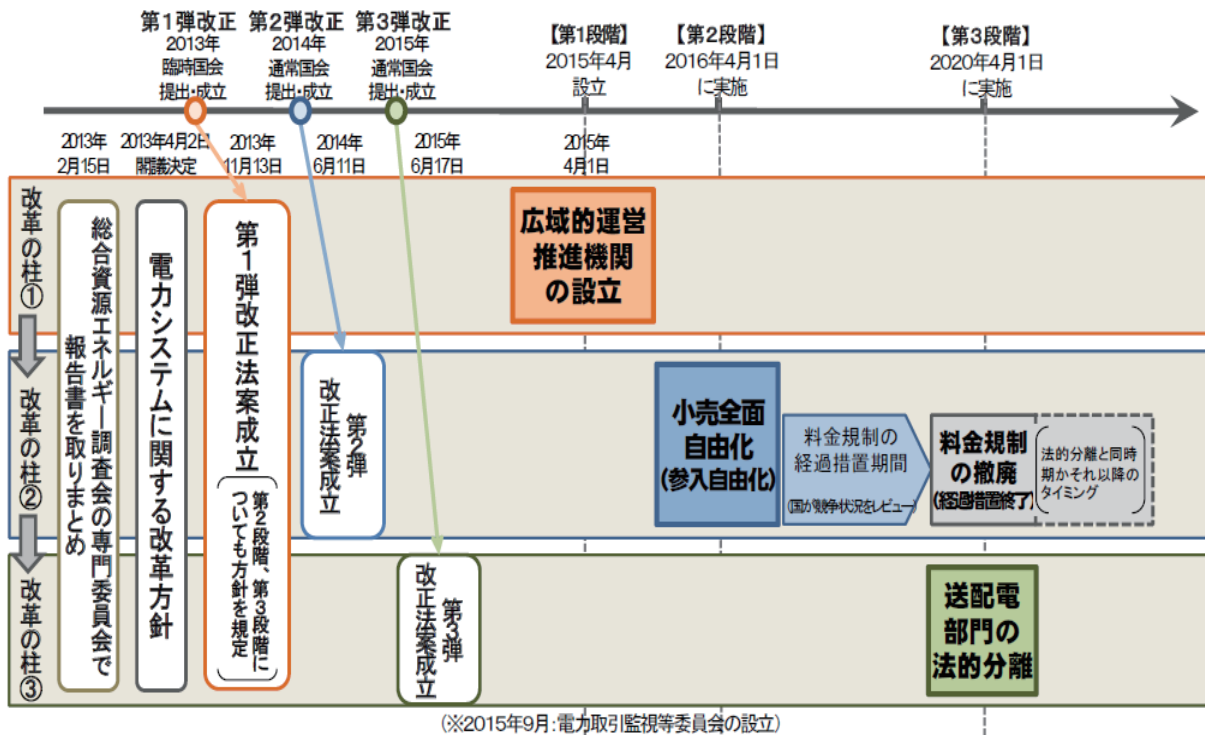 第1弾改正
2013年
臨時国会
提出・成立
第2弾改正
2014年
通常国会
提出・成立
第3弾改正
2015年
通常国会
提出・成立
【第1段階】
2015年4月
設立
【第2段階】
2016年4月1日
に実施
【第3段階】
2020年4月1日
に実施
2013年
2月15日
2013年4月2日
閣議決定
2013年
11月13日
2014年
6月11日
2015年
6月17日
2015年
4月1日
改革の柱①
改革の柱②
改革の柱③
総合資源エネルギー調査会の専門委員会で
報告書を取りまとめ
電力システムに関する改革方針
第1弾改正法案成立
第2段階、第3段階に
ついても方針を規定
第2弾
改正法案成立
第3弾
改正法案成立
広域的運営
推進機関
の設立
小売全面
自由化
(参入自由化)
料金規制の
経過措置期間
(国が競争状況をレビュー)
料金規制
の撤廃
(経過措置終了)
法的分離と同時
期かそれ以降の
タイミング
送配電
部門の
法的分離
(※2015年9月:電力取引監視等委員会の設立)